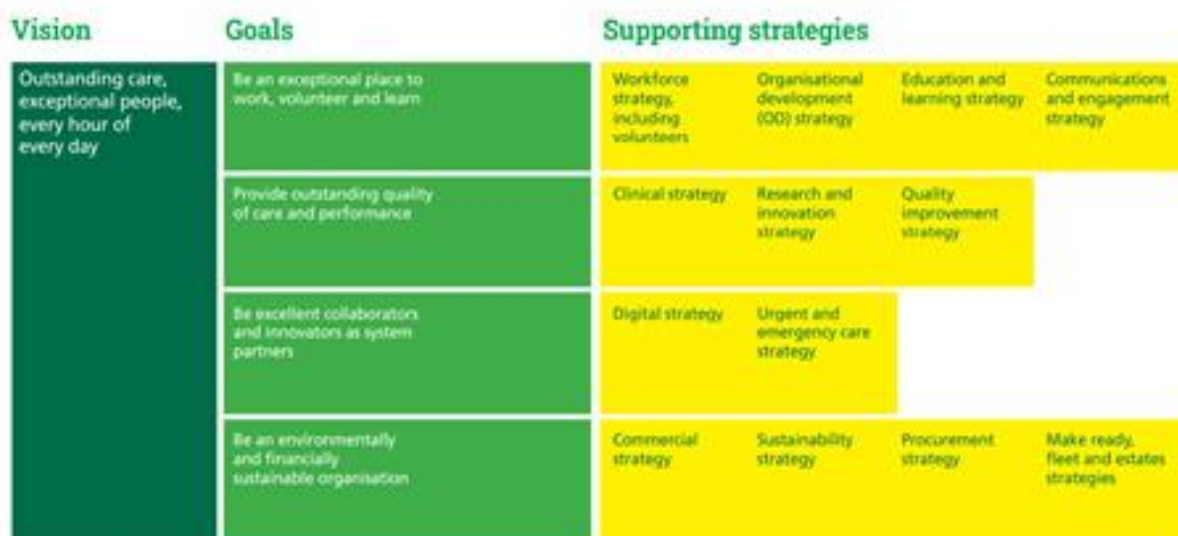 Vision
Goals
Supporting strategies
Outstanding care,
exceptional people,
every hour of
every day
Be an exceptional place to
work, volunteer and learn
Workforce
strategy,
including
volunteers
Organisational
development
(OD) strategy
Education and
learning strategy
Communications
and engagement
strategy
Provide outstanding quality
of care and performance
Clinical strategy
Research and
innovation
strategy
Quality
improvement
strategy
Be excellent collaborators
and innovators as system
partners
Digital strategy
Urgent and
emergency care
strategy
Be an environmentally
and financially
sustainable organisation
Commercial
strategy
Sustainability
strategy
Procurement
strategy
Make ready,
fleet and estates
strategies